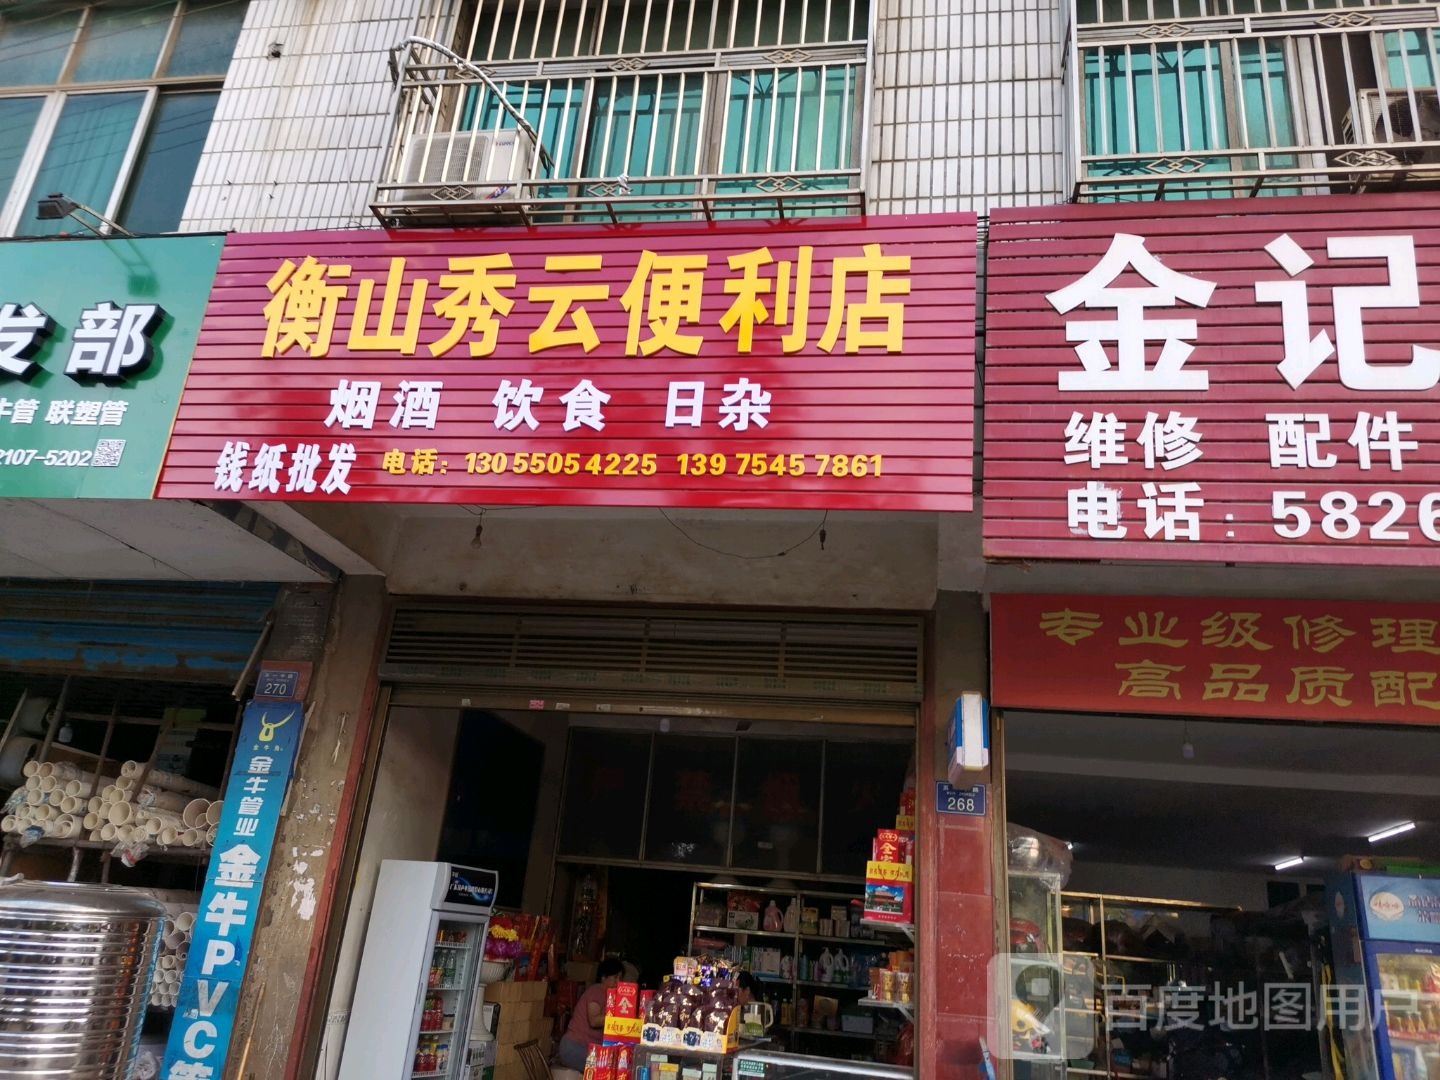 发部
牛管 联塑管
2107-5202
衡山秀云便利店
烟酒 饮食 日杂
钱纸批发 电话：130 5505 4225 139 7545 7861
金记
维修 配件
电话：5826
专业级修理
高品质配
270
金牛管业 金牛PVC
268
百度地图用户